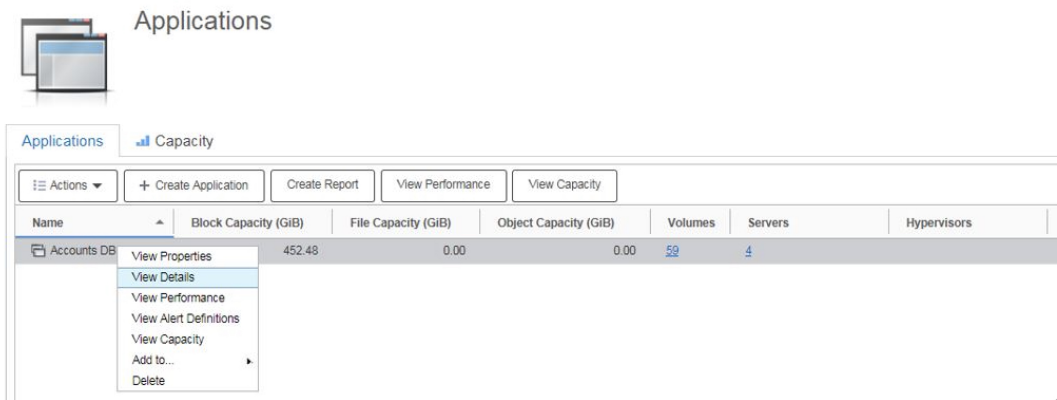 Applications
Applications Capacity
Actions + Create Application Create Report View Performance View Capacity
Name Block Capacity (GiB) File Capacity (GiB) Object Capacity (GiB) Volumes Servers Hypervisors
Accounts DB 452.48 0.00 0.00 59 4
View Properties
View Details
View Performance
View Alert Definitions
View Capacity
Add to...
Delete